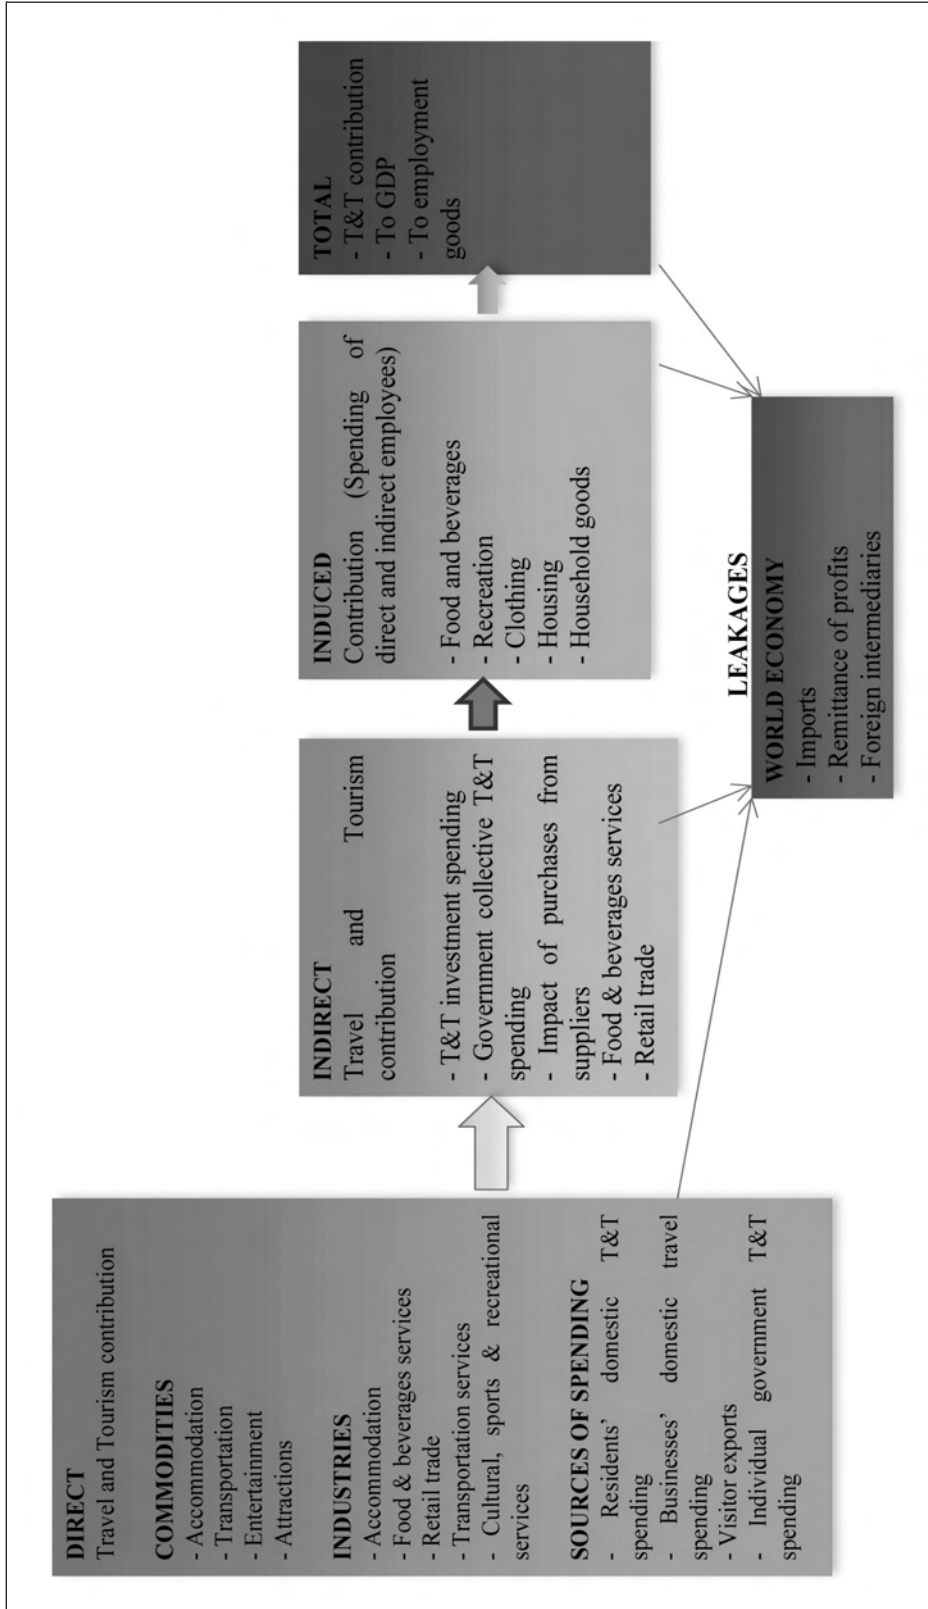 DIRECT
Travel and Tourism contribution
COMMODITIES
- Accommodation
- Transportation
- Entertainment
- Attractions
INDUSTRIES
- Accommodation
- Food & beverages services
- Retail trade
- Transportation services
- Cultural, sports & recreational
services
SOURCES OF SPENDING
- Residents’ domestic T&T
spending
- Businesses’ domestic travel
spending
- Visitor exports
- Individual government T&T
spending
INDIRECT
Travel and Tourism
contribution
- T&T investment spending
- Government collective T&T
spending
- Impact of purchases from
suppliers
- Food & beverages services
- Retail trade
INDUCED
Contribution (Spending of
direct and indirect employees)
- Food and beverages
- Recreation
- Clothing
- Housing
- Household goods
TOTAL
- T&T contribution
- To GDP
- To employment
goods
LEAKAGES
WORLD ECONOMY
- Imports
- Remittance of profits
- Foreign intermediaries